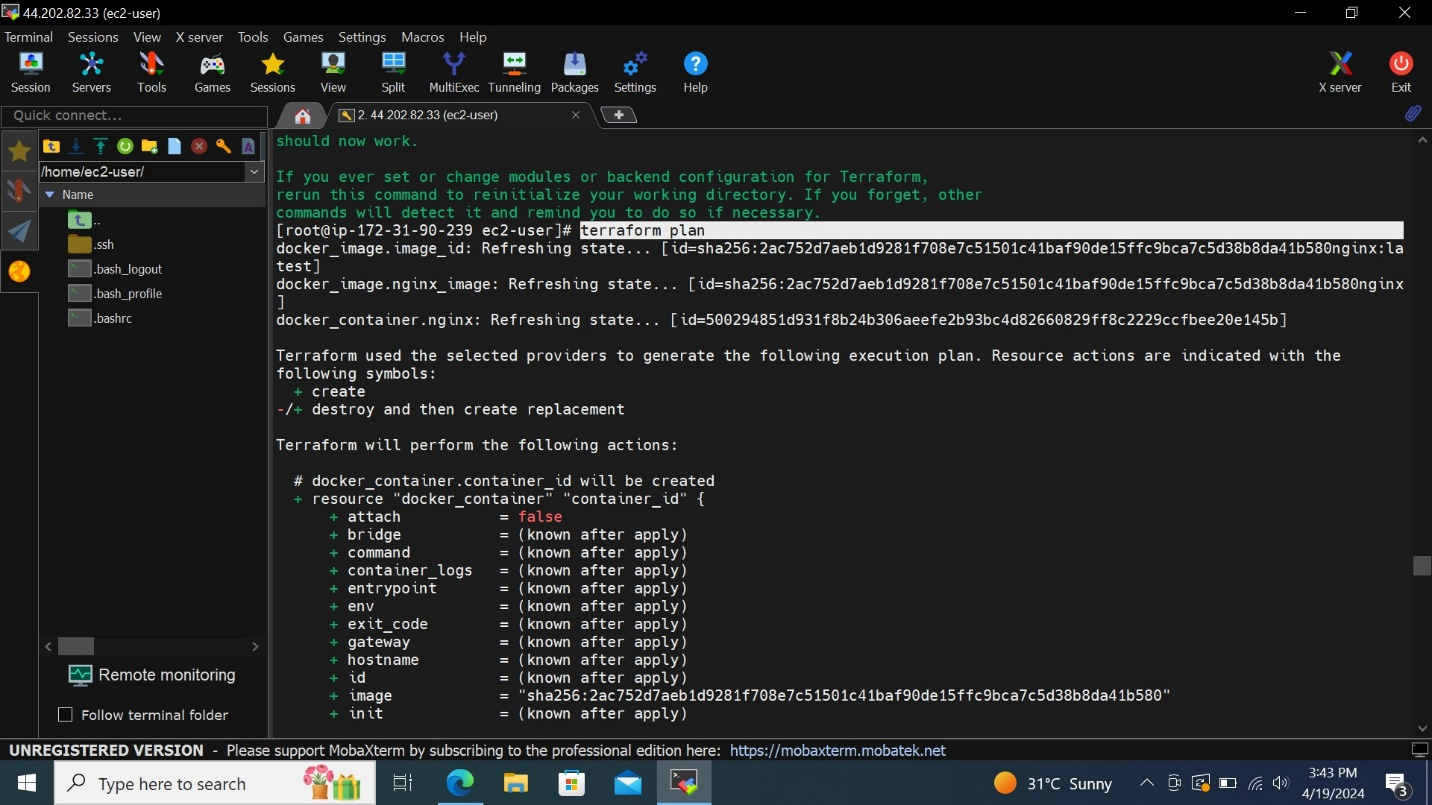 44.202.82.33 (ec2-user)
Terminal Sessions View X server Tools Games Settings Macros Help
Session Servers Tools Games Sessions View Split MultiExec Tunneling Packages Settings Help X server Exit
Quick connect...
2. 44.202.82.33 (ec2-user)
/home/ec2-user/
Name
..
.ssh
.bash_logout
.bash_profile
.bashrc
Remote monitoring
Follow terminal folder
should now work.
If you ever set or change modules or backend configuration for Terraform,
rerun this command to reinitialize your working directory. If you forget, other
commands will detect it and remind you to do so if necessary.
[root@ip-172-31-90-239 ec2-user]# terraform plan
docker_image.image_id: Refreshing state... [id=sha256:2ac752d7aeb1d9281f708e7c51501c41baf90de15ffc9bca7c5d38b8da41b580nginx:la
test]
docker_image.nginx_image: Refreshing state... [id=sha256:2ac752d7aeb1d9281f708e7c51501c41baf90de15ffc9bca7c5d38b8da41b580nginx
]
docker_container.nginx: Refreshing state... [id=500294851d931f8b24b306aeefe2b93bc4d82660829ff8c2229ccfbee20e145b]
Terraform used the selected providers to generate the following execution plan. Resource actions are indicated with the
following symbols:
+ create
-/+ destroy and then create replacement
Terraform will perform the following actions:
# docker_container.container_id will be created
+ resource "docker_container" "container_id" {
+ attach = false
+ bridge = (known after apply)
+ command = (known after apply)
+ container_logs = (known after apply)
+ entrypoint = (known after apply)
+ env = (known after apply)
+ exit_code = (known after apply)
+ gateway = (known after apply)
+ hostname = (known after apply)
+ id = (known after apply)
+ image = "sha256:2ac752d7aeb1d9281f708e7c51501c41baf90de15ffc9bca7c5d38b8da41b580"
+ init = (known after apply)
UNREGISTERED VERSION - Please support MobaXterm by subscribing to the professional edition here: https://mobaxterm.mobatek.net
Type here to search
31°C Sunny
3:43 PM
4/19/2024
3